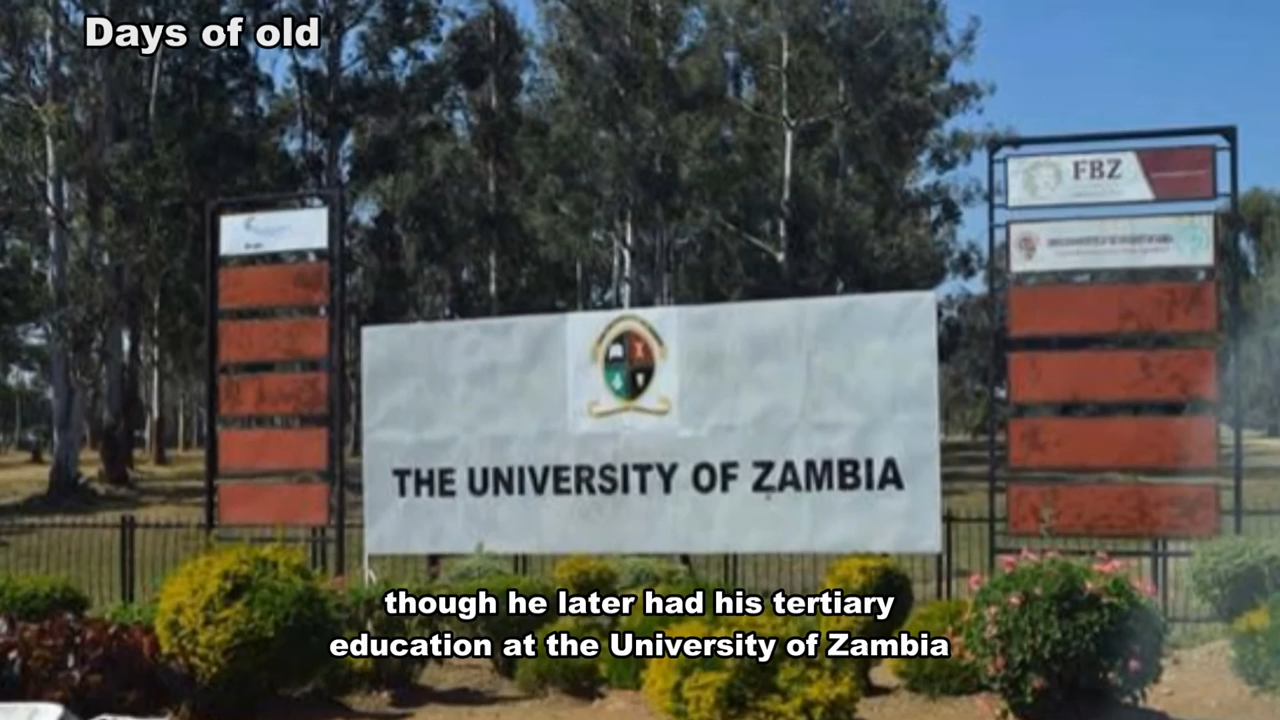 Days of old
FBZ
THE UNIVERSITY OF ZAMBIA
though he later had his tertiary
education at the University of Zambia